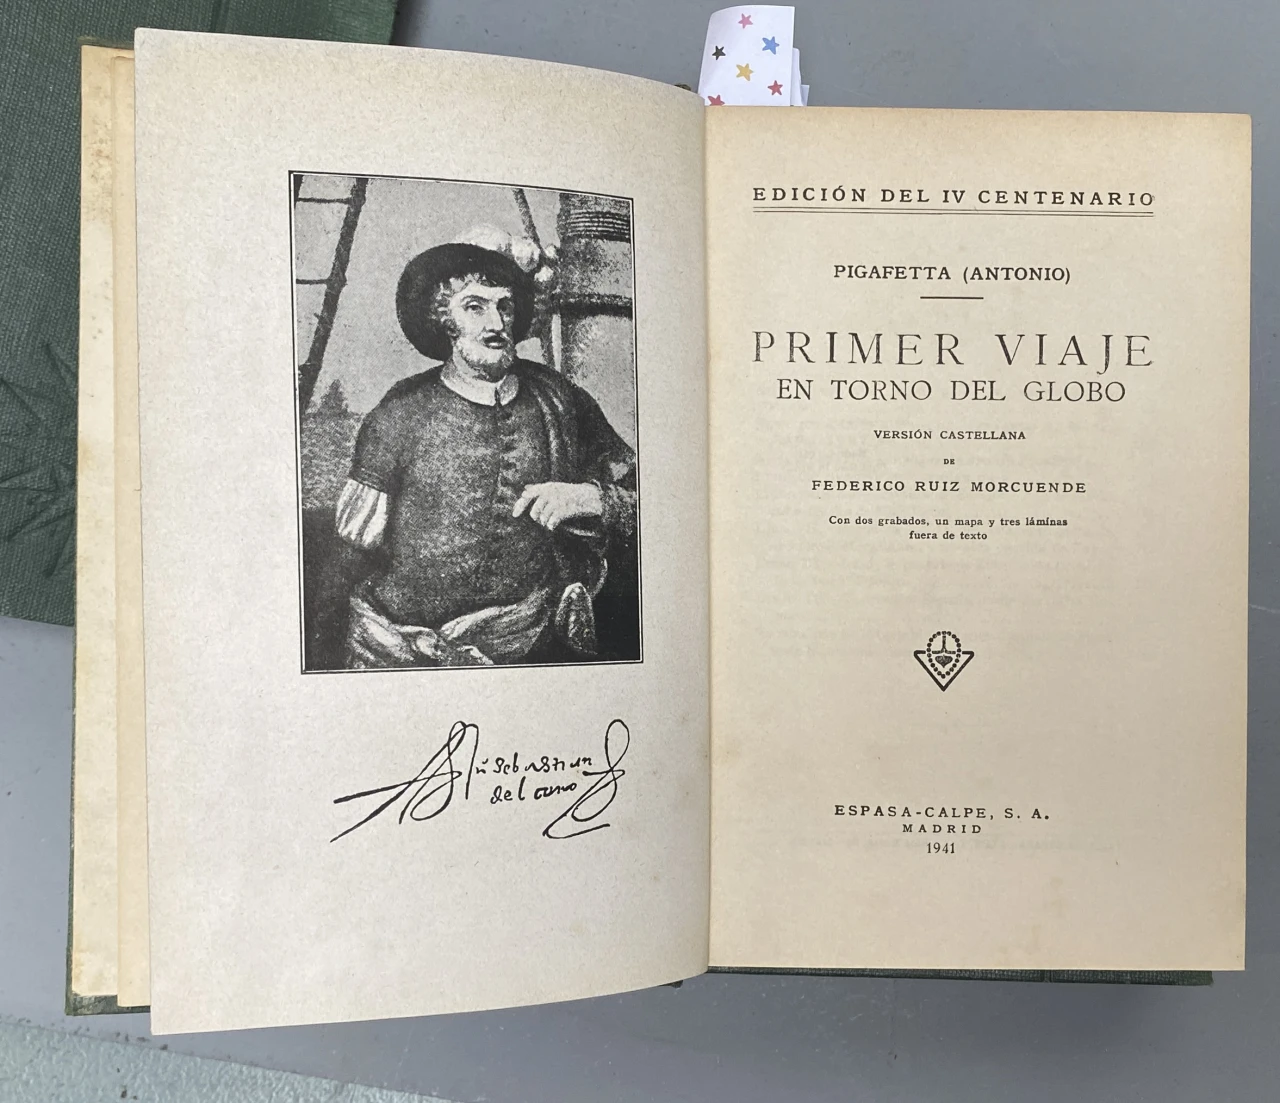 Jũ sebastian
del cano
EDICIÓN DEL IV CENTENARIO
PIGAFETTA (ANTONIO)
PRIMER VIAJE
EN TORNO DEL GLOBO
VERSIÓN CASTELLANA
DE
FEDERICO RUIZ MORCUENDE
Con dos grabados, un mapa y tres láminas
fuera de texto
ESPASA-CALPE, S. A.
MADRID
1941